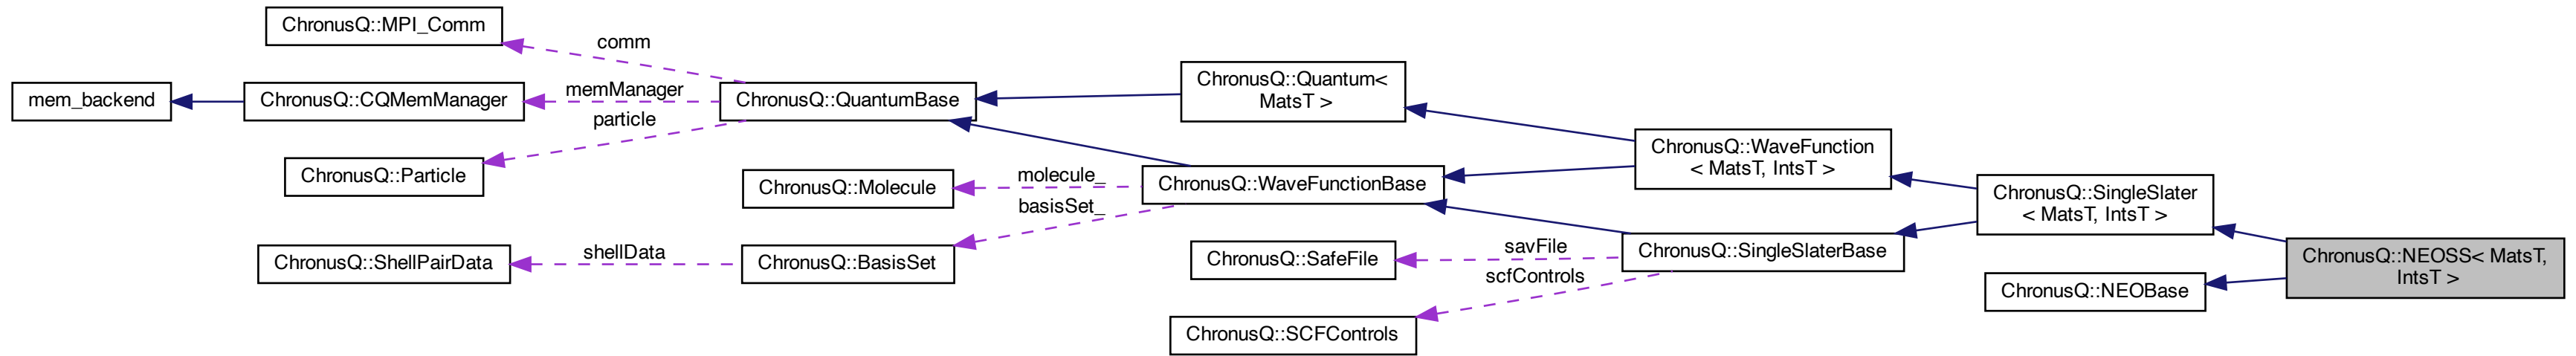 ChronusQ::MPI_Comm
comm
mem_backend
ChronusQ::CQMemManager
memManager
particle
ChronusQ::QuantumBase
ChronusQ::Quantum<
MatsT >
ChronusQ::Particle
ChronusQ::Molecule
molecule_
basisSet_
ChronusQ::WaveFunctionBase
ChronusQ::WaveFunction
< MatsT, IntsT >
ChronusQ::SingleSlater
< MatsT, IntsT >
ChronusQ::ShellPairData
shellData
ChronusQ::BasisSet
ChronusQ::SafeFile
savFile
scfControls
ChronusQ::SingleSlaterBase
ChronusQ::NEOBase
ChronusQ::NEOSS< MatsT,
IntsT >
ChronusQ::SCFControls